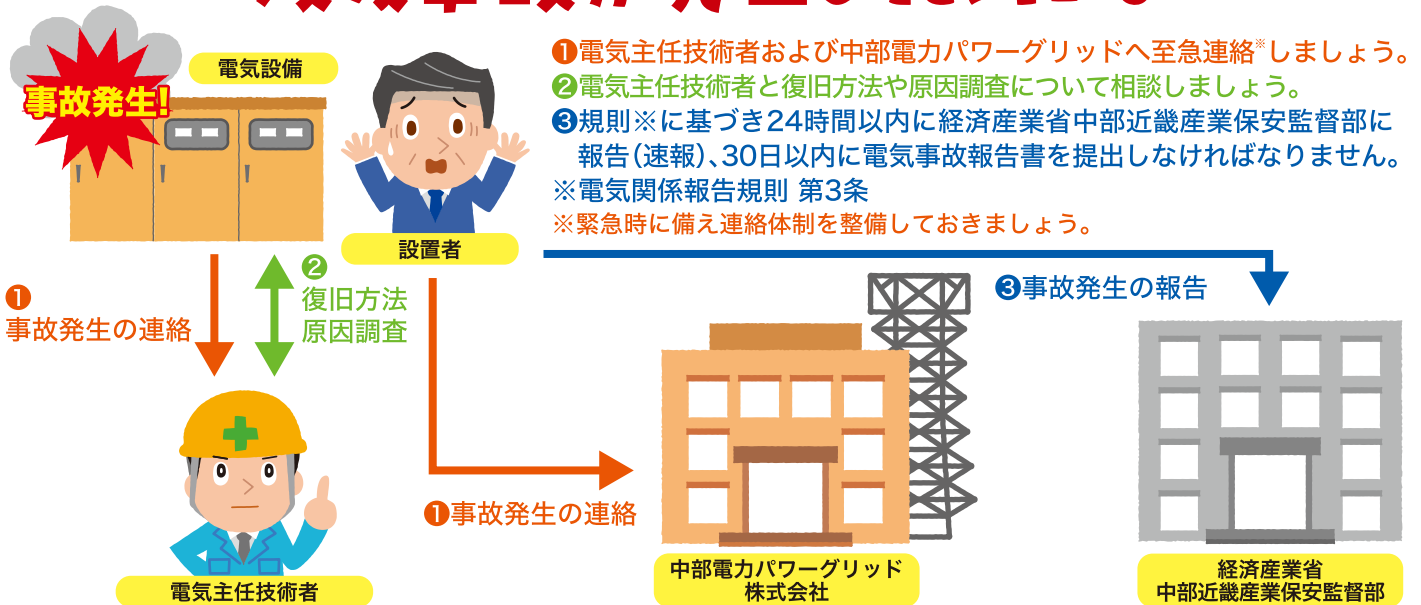 電気設備
事故発生!
設置者
❶電気主任技術者および中部電力パワーグリッドへ至急連絡※しましょう。
❷電気主任技術者と復旧方法や原因調査について相談しましょう。
❸規則※に基づき24時間以内に経済産業省中部近畿産業保安監督部に
報告(速報)、30日以内に電気事故報告書を提出しなければなりません。
※電気関係報告規則 第3条
※緊急時に備え連絡体制を整備しておきましょう。
❶
事故発生の連絡
❷
復旧方法
原因調査
❸事故発生の報告
❶事故発生の連絡
電気主任技術者
中部電力パワーグリッド
株式会社
経済産業省
中部近畿産業保安監督部